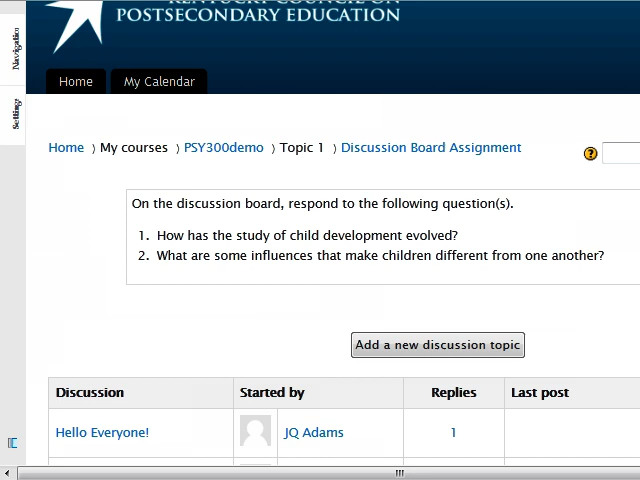 KENTUCKY COUNCIL ON
POSTSECONDARY EDUCATION
Navigation
Settings
Home My Calendar
Home 〉 My courses 〉 PSY300demo 〉 Topic 1 〉 Discussion Board Assignment
On the discussion board, respond to the following question(s).
1. How has the study of child development evolved?
2. What are some influences that make children different from one another?
Add a new discussion topic
Discussion Started by Replies Last post
Hello Everyone! JQ Adams 1